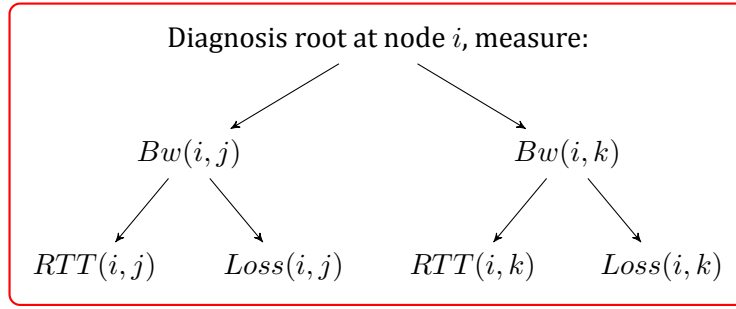 Diagnosis root at node i, measure:
Bw(i, j) Bw(i, k)
RTT(i, j) Loss(i, j) RTT(i, k) Loss(i, k)